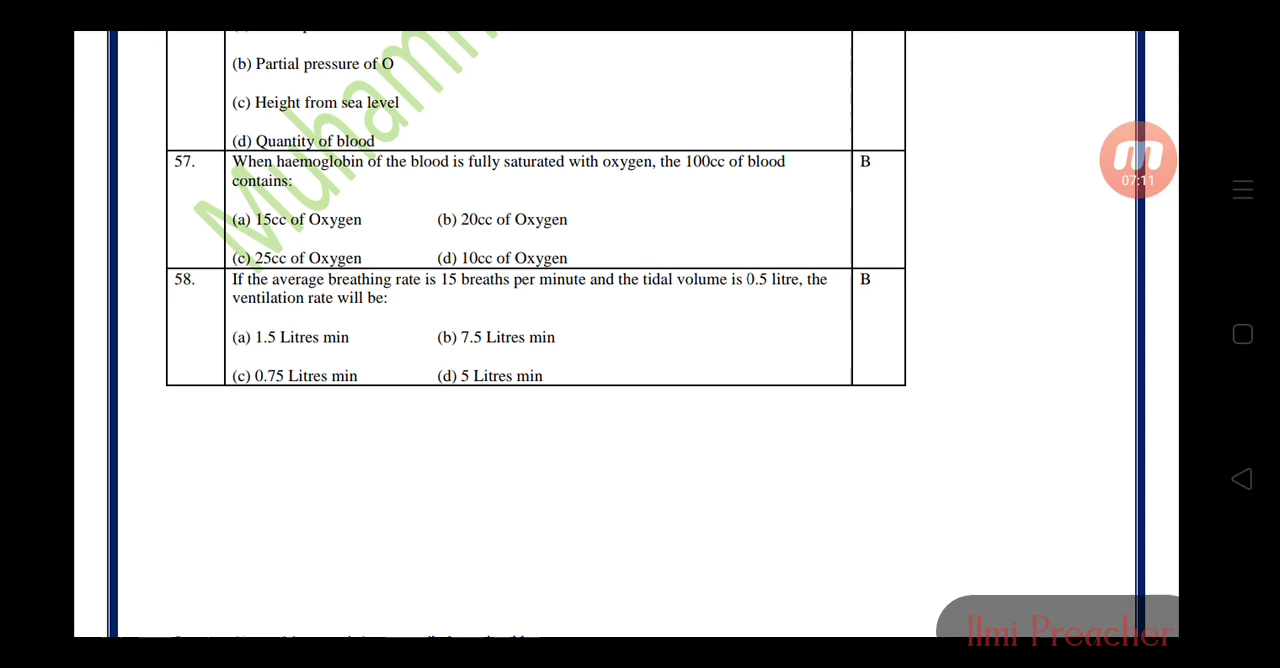 (b) Partial pressure of O
(c) Height from sea level
(d) Quantity of blood
57. When haemoglobin of the blood is fully saturated with oxygen, the 100cc of blood B
contains:
(a) 15cc of Oxygen (b) 20cc of Oxygen
(c) 25cc of Oxygen (d) 10cc of Oxygen
58. If the average breathing rate is 15 breaths per minute and the tidal volume is 0.5 litre, the B
ventilation rate will be:
(a) 1.5 Litres min (b) 7.5 Litres min
(c) 0.75 Litres min (d) 5 Litres min
07:11
Ilmi Preacher